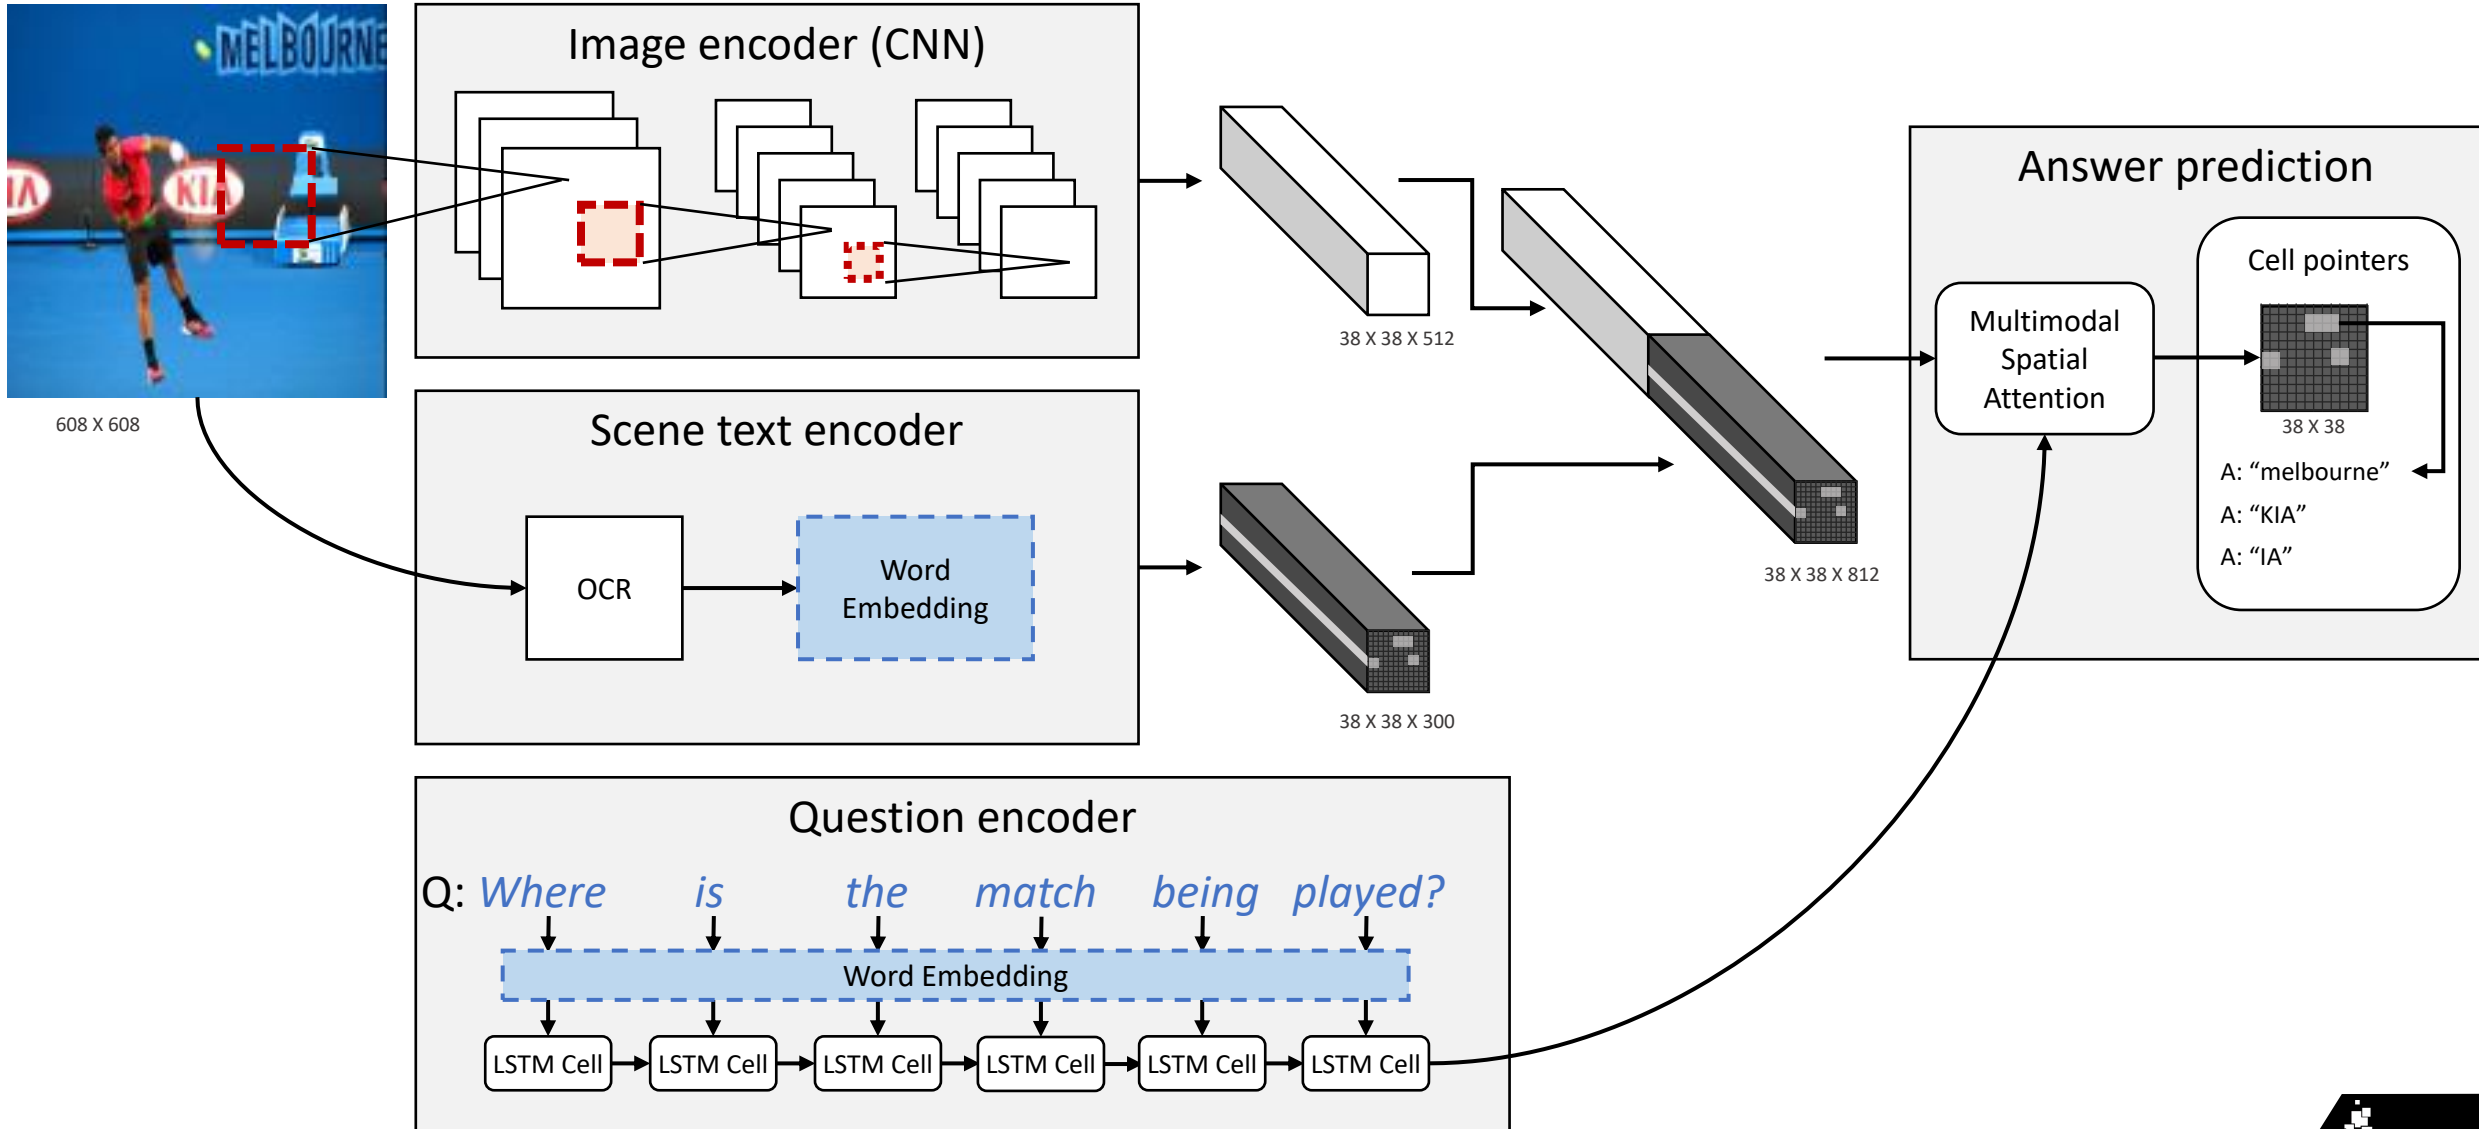 MELBOURNE
IA
KIA
608 X 608
Image encoder (CNN)
38 X 38 X 512
Scene text encoder
OCR
Word
Embedding
38 X 38 X 300
38 X 38 X 812
Question encoder
Q: Where is the match being played?
Word Embedding
LSTM Cell LSTM Cell LSTM Cell LSTM Cell LSTM Cell LSTM Cell
Answer prediction
Multimodal
Spatial
Attention
Cell pointers
38 X 38
A: “melbourne”
A: “KIA”
A: “IA”